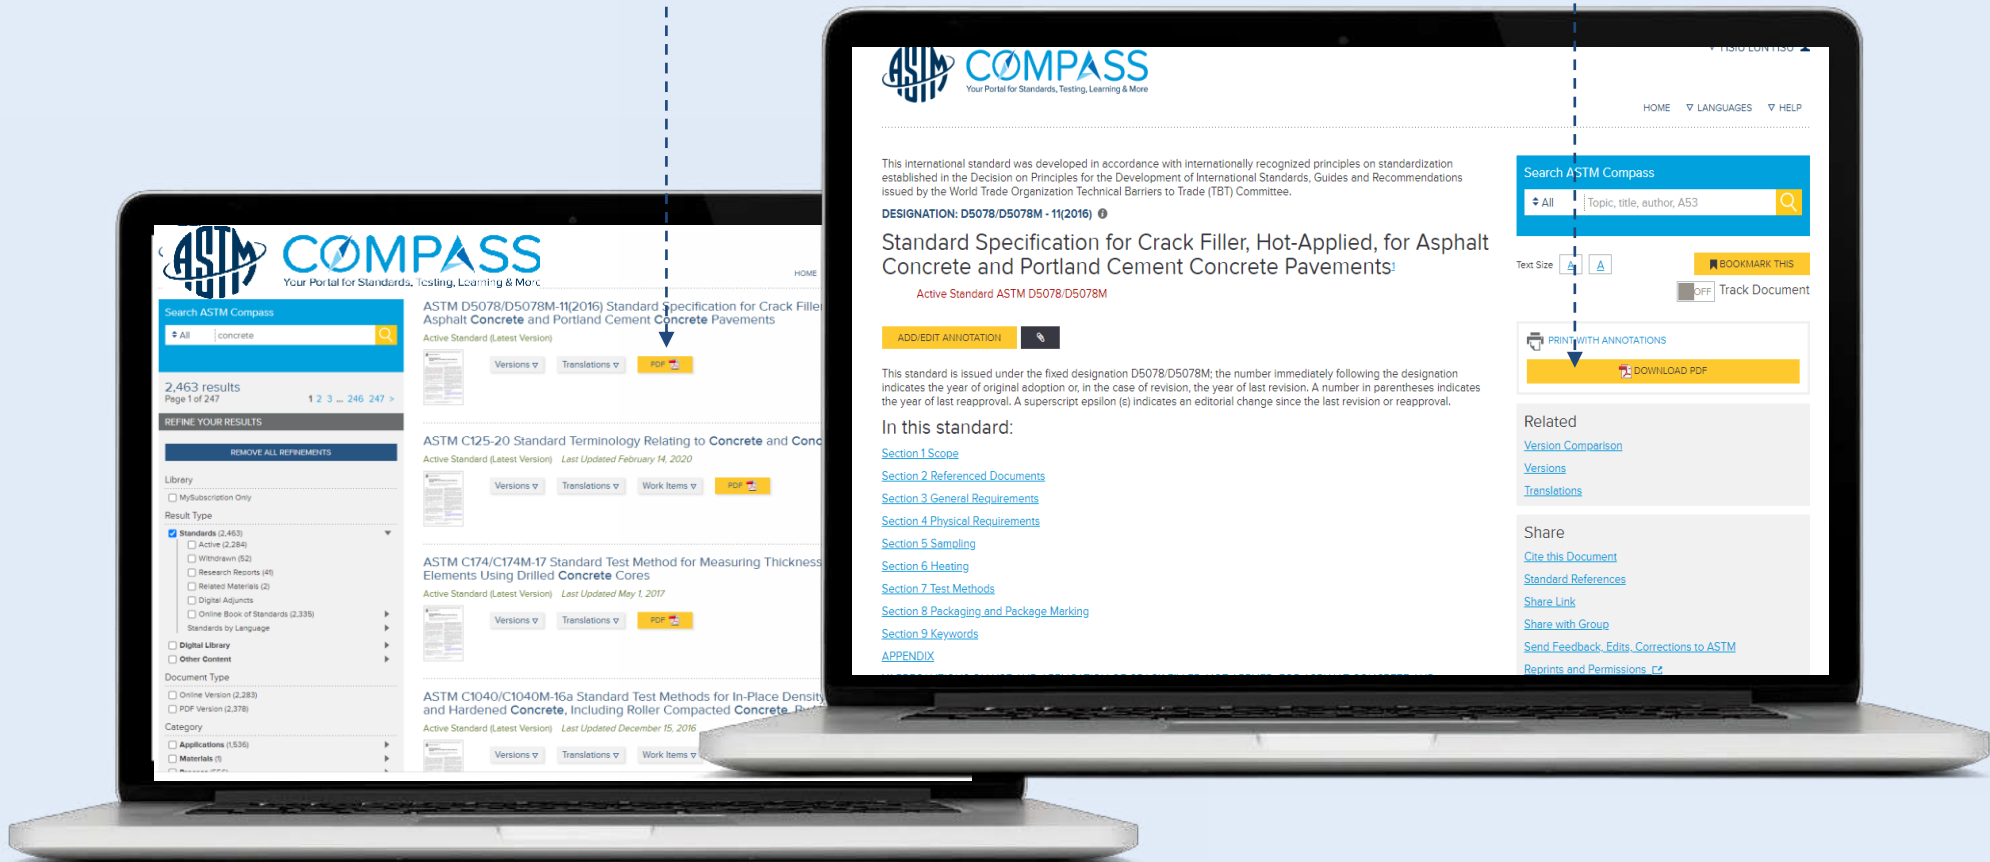 ASTM COMPASS
Your Portal for Standards, Testing, Learning & More
HOME
Search ASTM Compass
All concrete
2,463 results
Page 1 of 247 1 2 3 ... 246 247 >
REFINE YOUR RESULTS
REMOVE ALL REFINEMENTS
Library
MySubscription Only
Result Type
Standards (2,463)
Active (2,284)
Withdrawn (52)
Research Reports (41)
Related Materials (2)
Digital Adjuncts
Online Book of Standards (2,335)
Standards by Language
Digital Library
Other Content
Document Type
Online Version (2,283)
PDF Version (2,378)
Category
Applications (1,536)
Materials (1)
ASTM D5078/D5078M-11(2016) Standard Specification for Crack Filler
Asphalt Concrete and Portland Cement Concrete Pavements
Active Standard (Latest Version)
Versions Translations PDF
ASTM C125-20 Standard Terminology Relating to Concrete and Conc
Active Standard (Latest Version) Last Updated February 14, 2020
Versions Translations Work Items PDF
ASTM C174/C174M-17 Standard Test Method for Measuring Thickness
Elements Using Drilled Concrete Cores
Active Standard (Latest Version) Last Updated May 1, 2017
Versions Translations PDF
ASTM C1040/C1040M-16a Standard Test Methods for In-Place Density
and Hardened Concrete, Including Roller Compacted Concrete,
Active Standard (Latest Version) Last Updated December 15, 2016
Versions Translations Work Items
ASTM COMPASS
Your Portal for Standards, Testing, Learning & More
HOME LANGUAGES HELP
This international standard was developed in accordance with internationally recognized principles on standardization
established in the Decision on Principles for the Development of International Standards, Guides and Recommendations
issued by the World Trade Organization Technical Barriers to Trade (TBT) Committee.
DESIGNATION: D5078/D5078M - 11(2016)
Standard Specification for Crack Filler, Hot-Applied, for Asphalt
Concrete and Portland Cement Concrete Pavements1
Active Standard ASTM D5078/D5078M
ADD/EDIT ANNOTATION
This standard is issued under the fixed designation D5078/D5078M; the number immediately following the designation
indicates the year of original adoption or, in the case of revision, the year of last revision. A number in parentheses indicates
the year of last reapproval. A superscript epsilon (ε) indicates an editorial change since the last revision or reapproval.
In this standard:
Section 1 Scope
Section 2 Referenced Documents
Section 3 General Requirements
Section 4 Physical Requirements
Section 5 Sampling
Section 6 Heating
Section 7 Test Methods
Section 8 Packaging and Package Marking
Section 9 Keywords
APPENDIX
Search ASTM Compass
All Topic, title, author, A53
Text Size A A BOOKMARK THIS
OFF Track Document
PRINT WITH ANNOTATIONS
DOWNLOAD PDF
Related
Version Comparison
Versions
Translations
Share
Cite this Document
Standard References
Share Link
Share with Group
Send Feedback, Edits, Corrections to ASTM
Reprints and Permissions